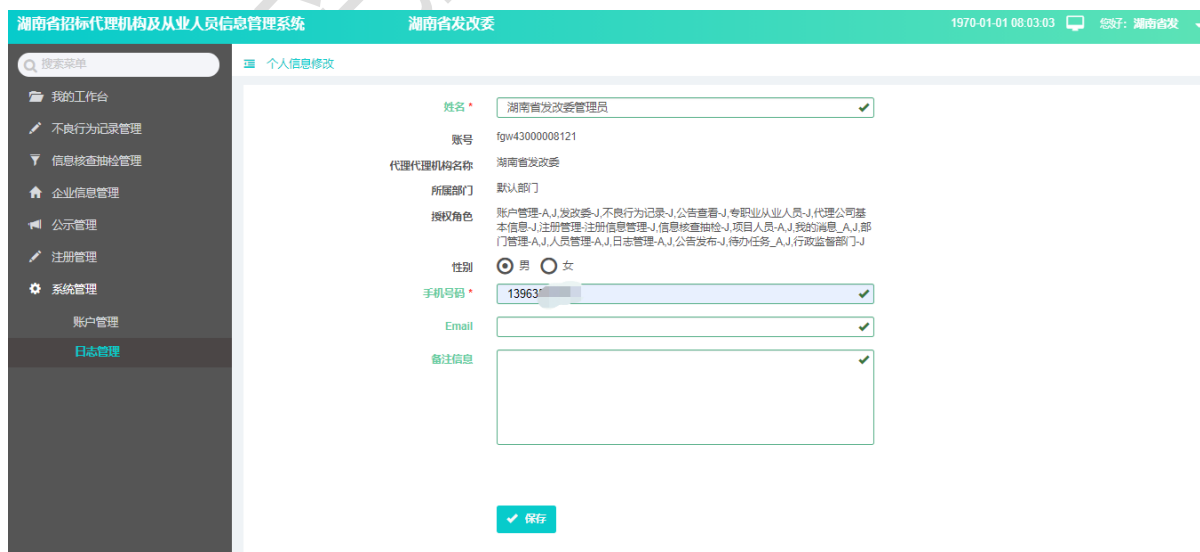 湖南省招标代理机构及从业人员信息管理系统 湖南省发改委 1970-01-01 08:03:03 您好: 湖南省发
搜索菜单
个人信息修改
我的工作台
不良行为记录管理
信息核查抽检管理
企业信息管理
公示管理
注册管理
系统管理
账户管理
日志管理
姓名 * 湖南省发改委管理员
账号 fgw43000008121
代理代理机构名称 湖南省发改委
所属部门 默认部门
授权角色 账户管理-A,J,发改委-J,不良行为记录-J,公告查看-J,专职业从业人员-J,代理公司基
本信息-J,注册管理-注册信息管理-J,信息核查抽检-J,项目人员-A,J,我的消息_A,J,部
门管理-A,J,人员管理-A,J,日志管理-A,J,公告发布-J,待办任务_A,J,行政监督部门-J
性别 男 女
手机号码 * 13963
Email
备注信息
保存